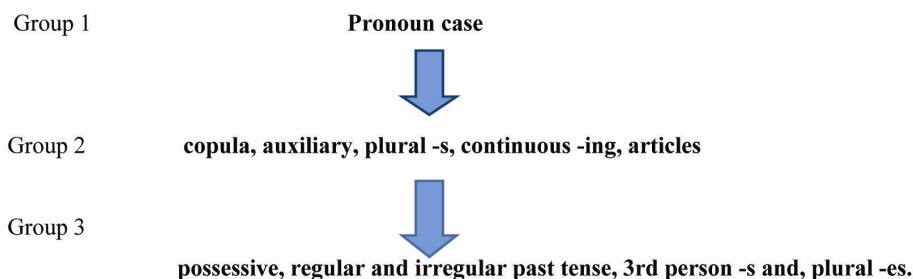 Group 1 Pronoun case
Group 2 copula, auxiliary, plural -s, continuous -ing, articles
Group 3
possessive, regular and irregular past tense, 3rd person -s and, plural -es.